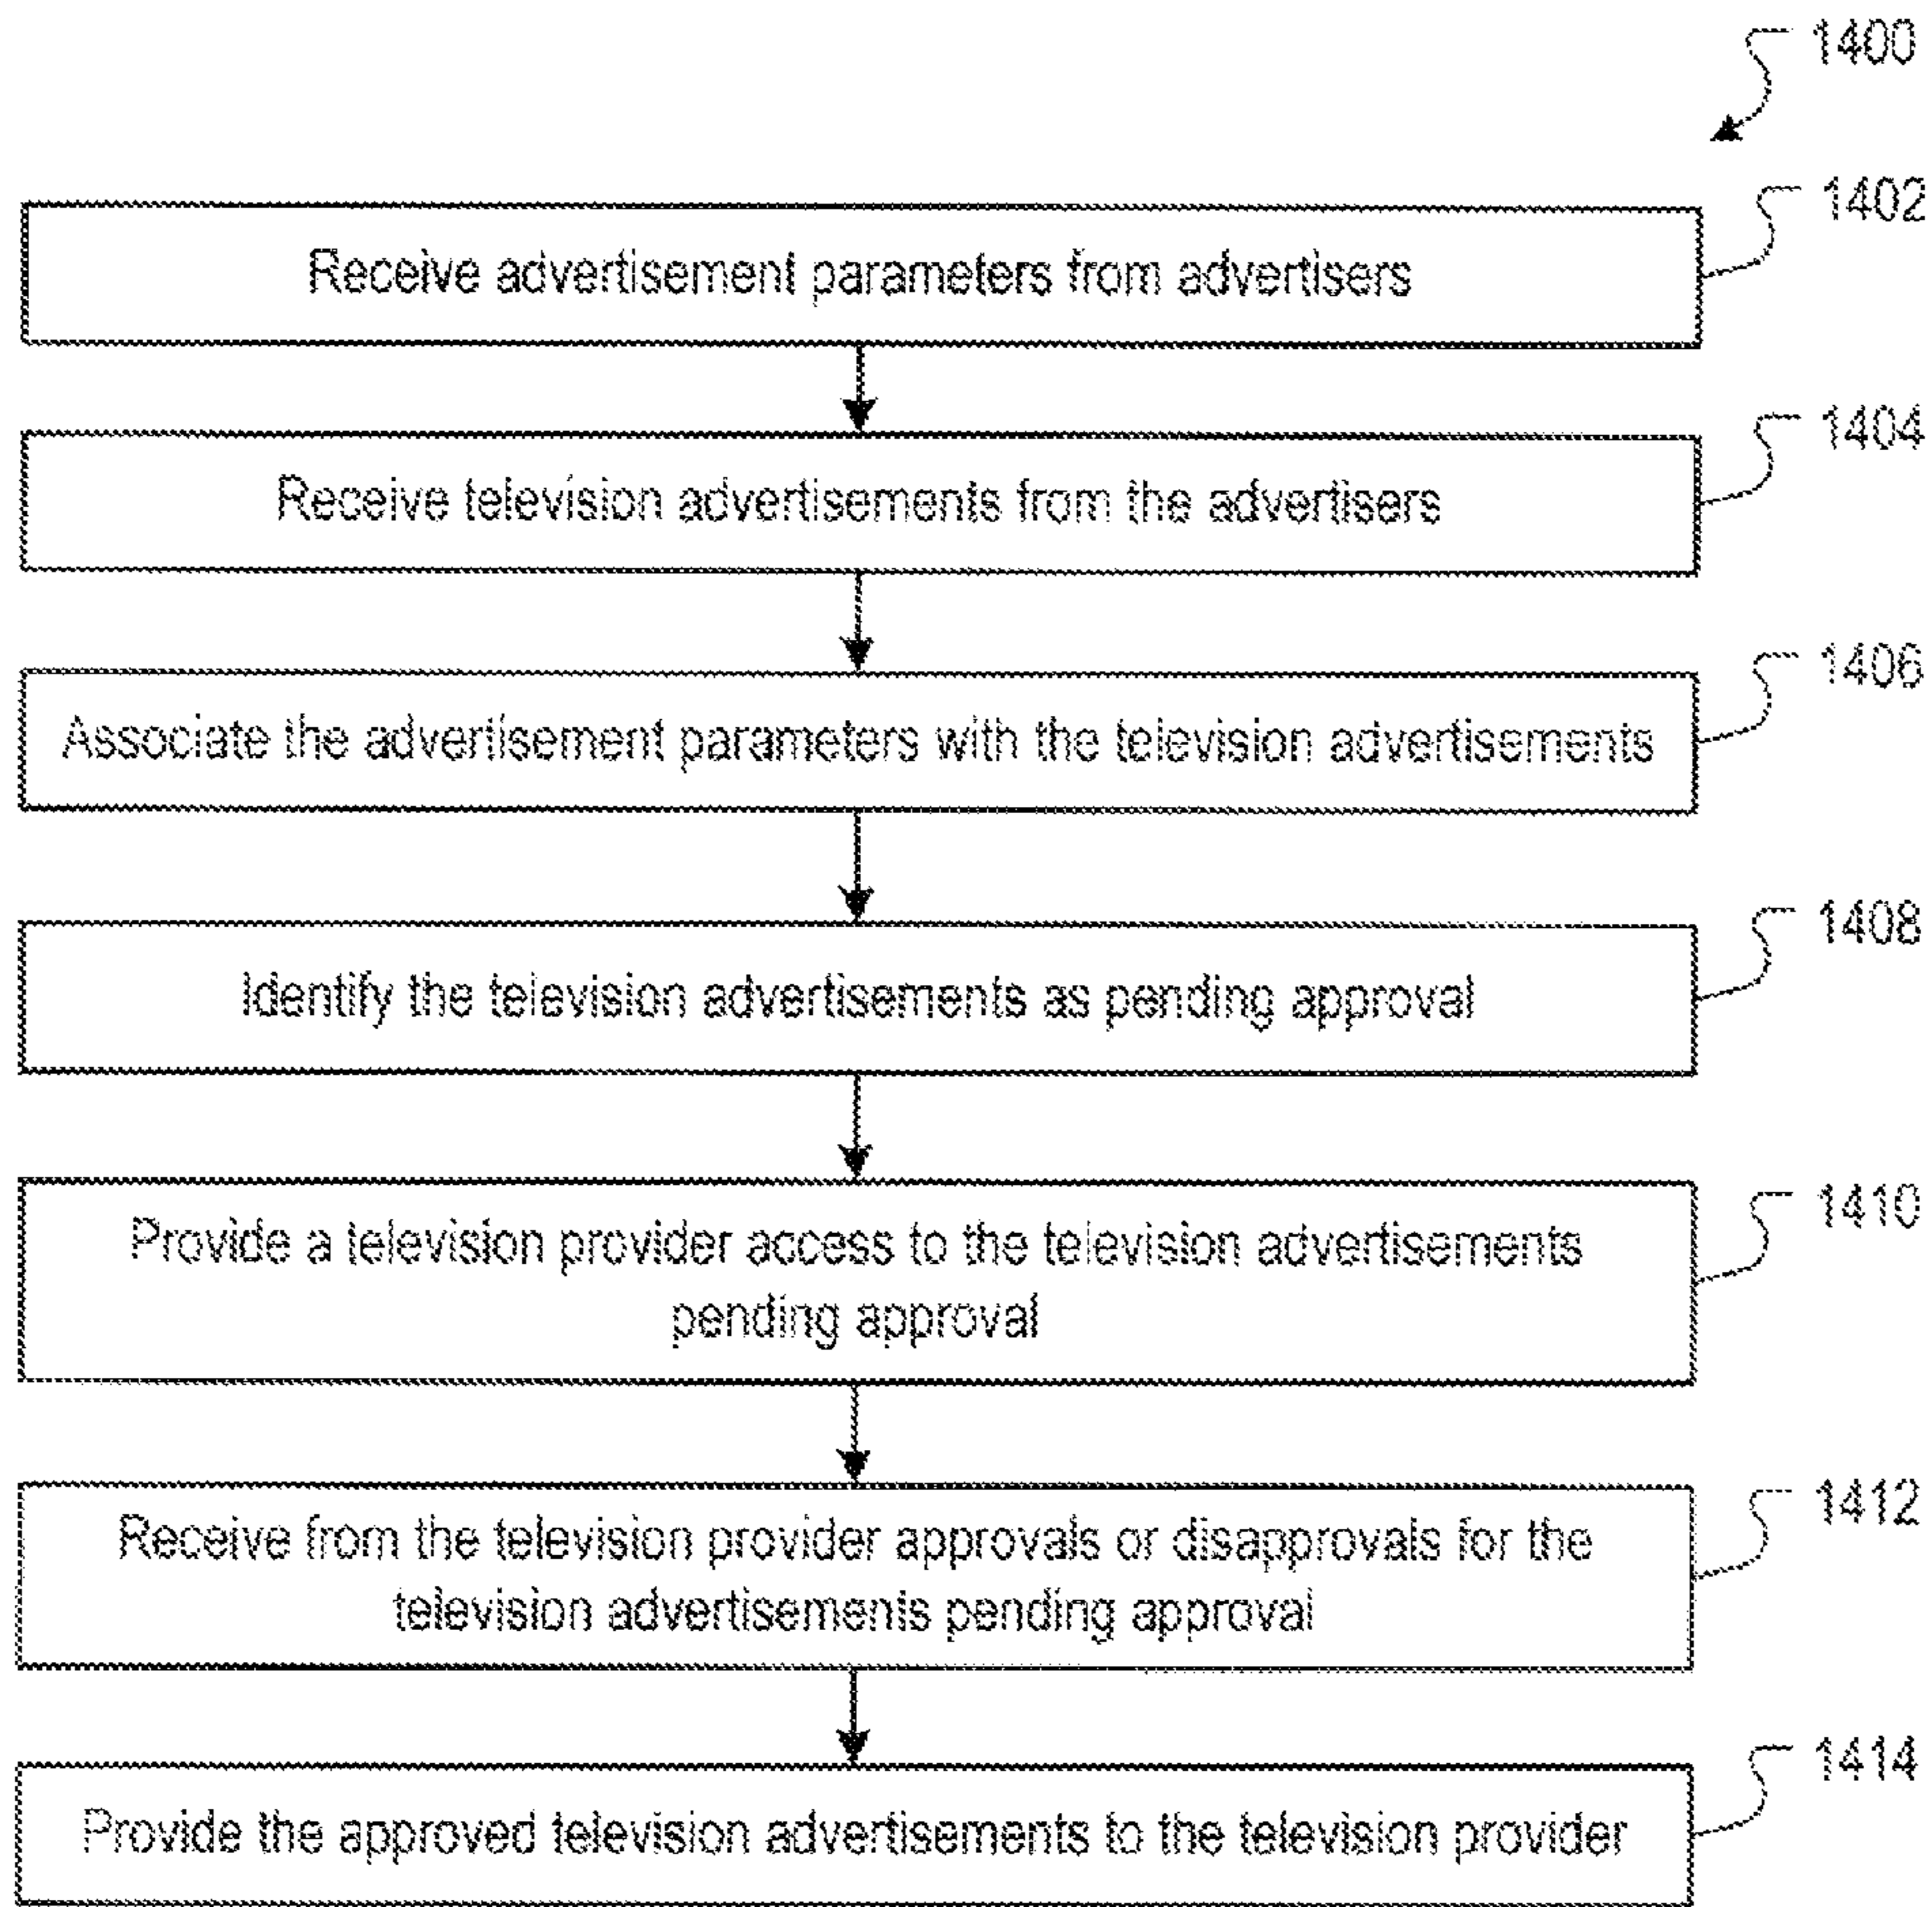 1400
1402
Receive advertisement parameters from advertisers
1404
Receive television advertisements from the advertisers
1406
Associate the advertisement parameters with the television advertisements
1408
Identify the television advertisements as pending approval
1410
Provide a television provider access to the television advertisements
pending approval
1412
Receive from the television provider approvals or disapprovals for the
television advertisements pending approval
1414
Provide the approved television advertisements to the television provider